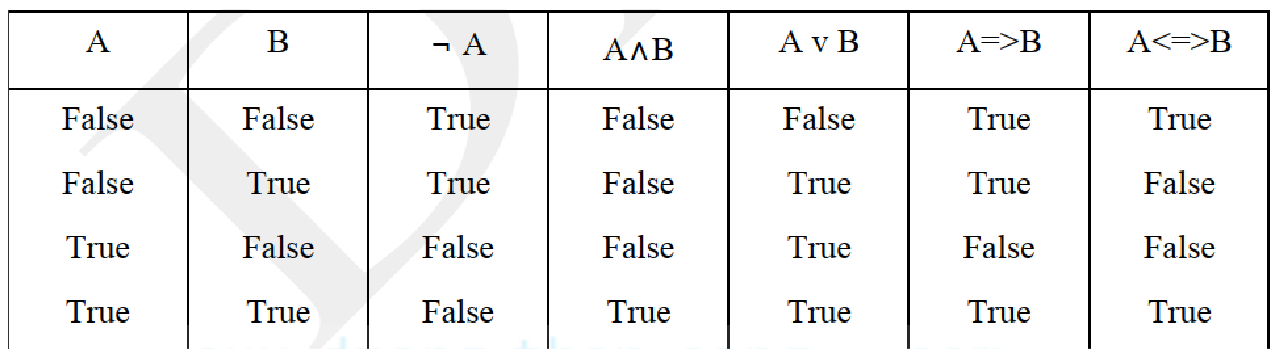 A B ¬ A A∧B A v B A=>B A<=>B
False False True False False True True
False True True False True True False
True False False False True False False
True True False True True True True